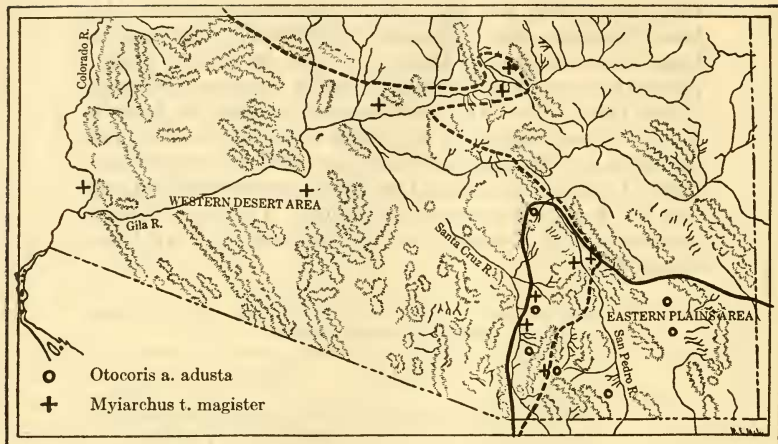 Colorado R.
WESTERN DESERT AREA
Gila R.
Santa Cruz R.
EASTERN PLAINS AREA
San Pedro R.
Otocoris a. adusta
Myiarchus t. magister